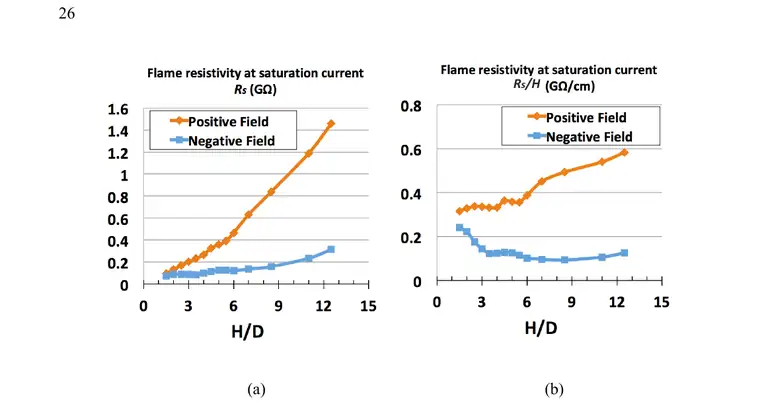 26
Flame resistivity at saturation current
Rs (GΩ)
1.6
1.4
1.2
1
0.8
0.6
0.4
0.2
0
Positive Field
Negative Field
0 3 6 9 12 15
H/D
(a)
Flame resistivity at saturation current
Rs/H (GΩ/cm)
0.8
0.6
0.4
0.2
0
Positive Field
Negative Field
0 3 6 9 12 15
H/D
(b)